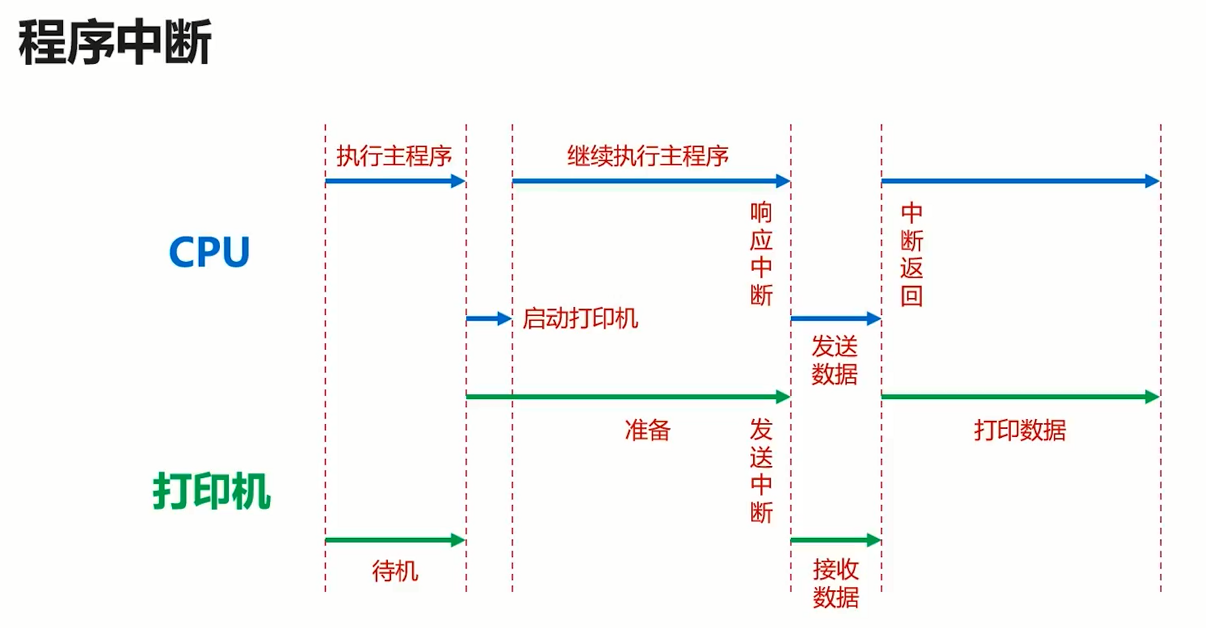 程序中断
执行主程序
继续执行主程序
响应中断
中断返回
CPU
启动打印机
发送
数据
准备
发送中断
打印数据
打印机
待机
接收
数据